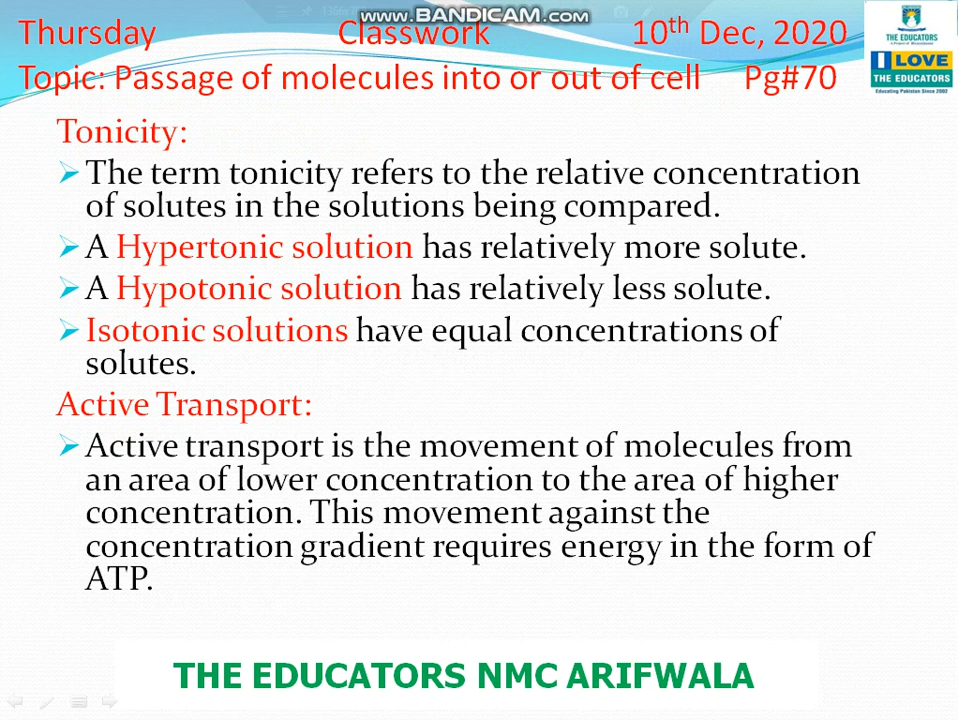 www.BANDICAM.com
Thursday Classwork 10th Dec, 2020
Topic: Passage of molecules into or out of cell Pg#70
THE EDUCATORS
I LOVE
THE EDUCATORS
Educating Pakistan Since 2002
Tonicity:
The term tonicity refers to the relative concentration
of solutes in the solutions being compared.
A Hypertonic solution has relatively more solute.
A Hypotonic solution has relatively less solute.
Isotonic solutions have equal concentrations of
solutes.
Active Transport:
Active transport is the movement of molecules from
an area of lower concentration to the area of higher
concentration. This movement against the
concentration gradient requires energy in the form of
ATP.
THE EDUCATORS NMC ARIFWALA